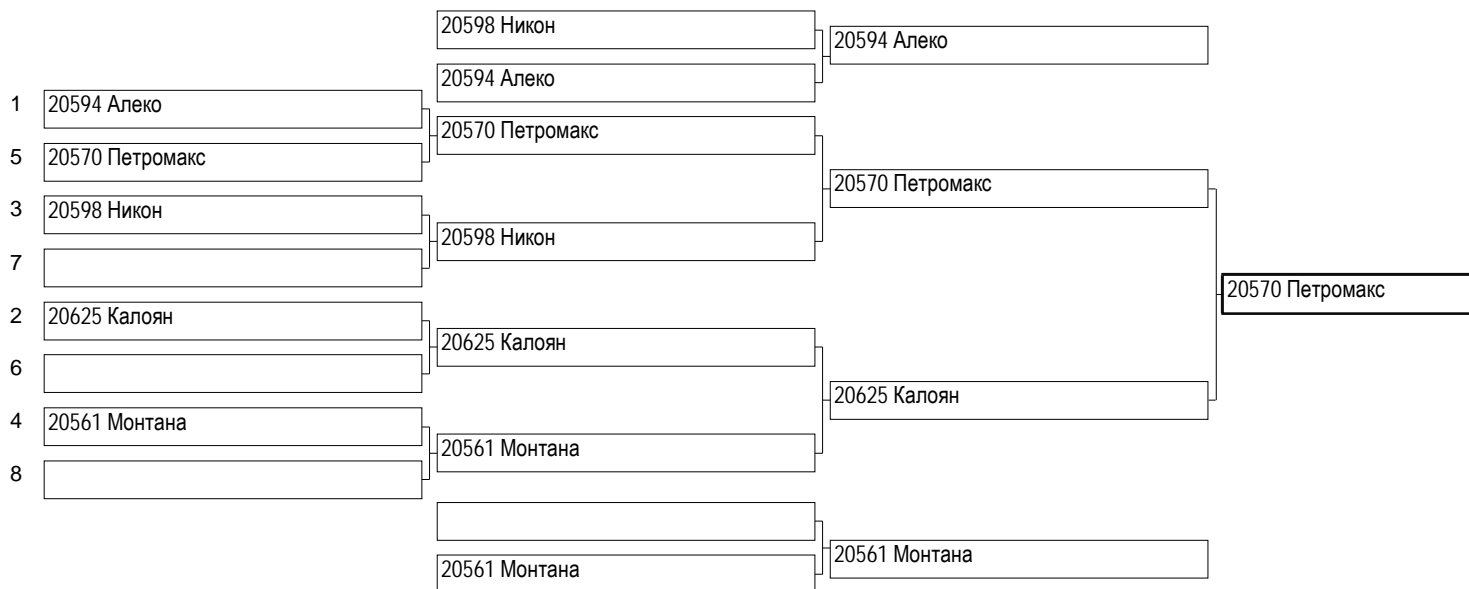 20598 Никон
20594 Алеко
20594 Алеко
1 20594 Алеко
20570 Петромакс
5 20570 Петромакс
20570 Петромакс
3 20598 Никон
20598 Никон
7
20570 Петромакс
2 20625 Калоян
20625 Калоян
6
20625 Калоян
4 20561 Монтана
20561 Монтана
8
20561 Монтана
20561 Монтана